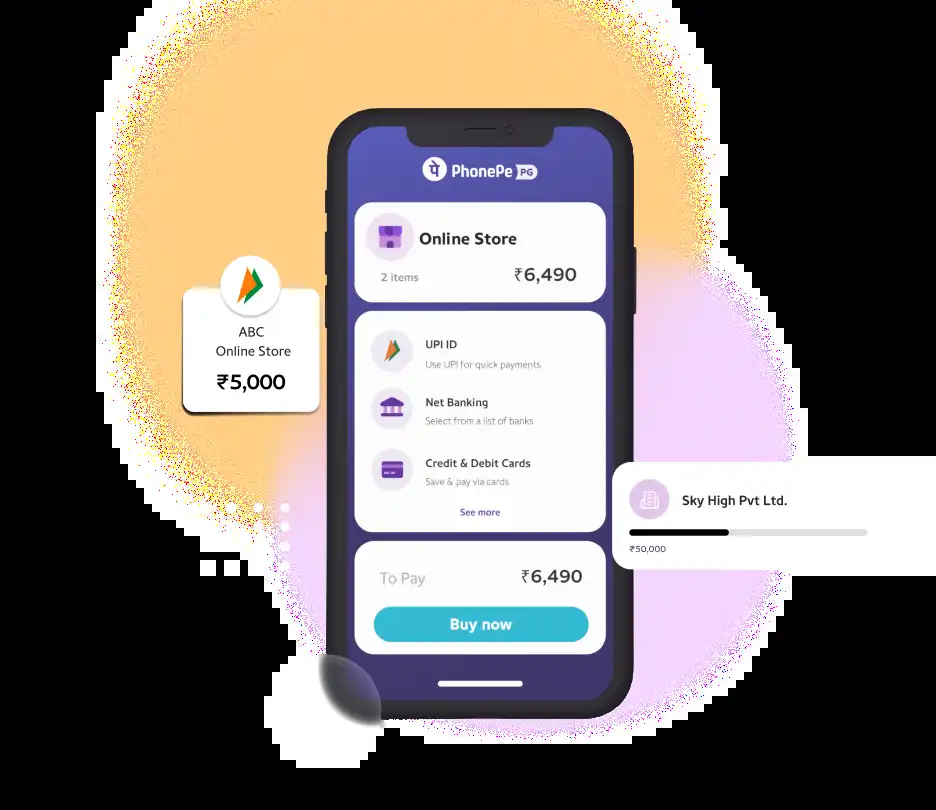 पे PhonePe PG
Online Store
2 items ₹6,490
ABC
Online Store
₹5,000
UPI ID
Use UPI for quick payments
Net Banking
Select from a list of banks
Credit & Debit Cards
Save & pay via cards
See more
Sky High Pvt Ltd.
₹50,000
To Pay ₹6,490
Buy now